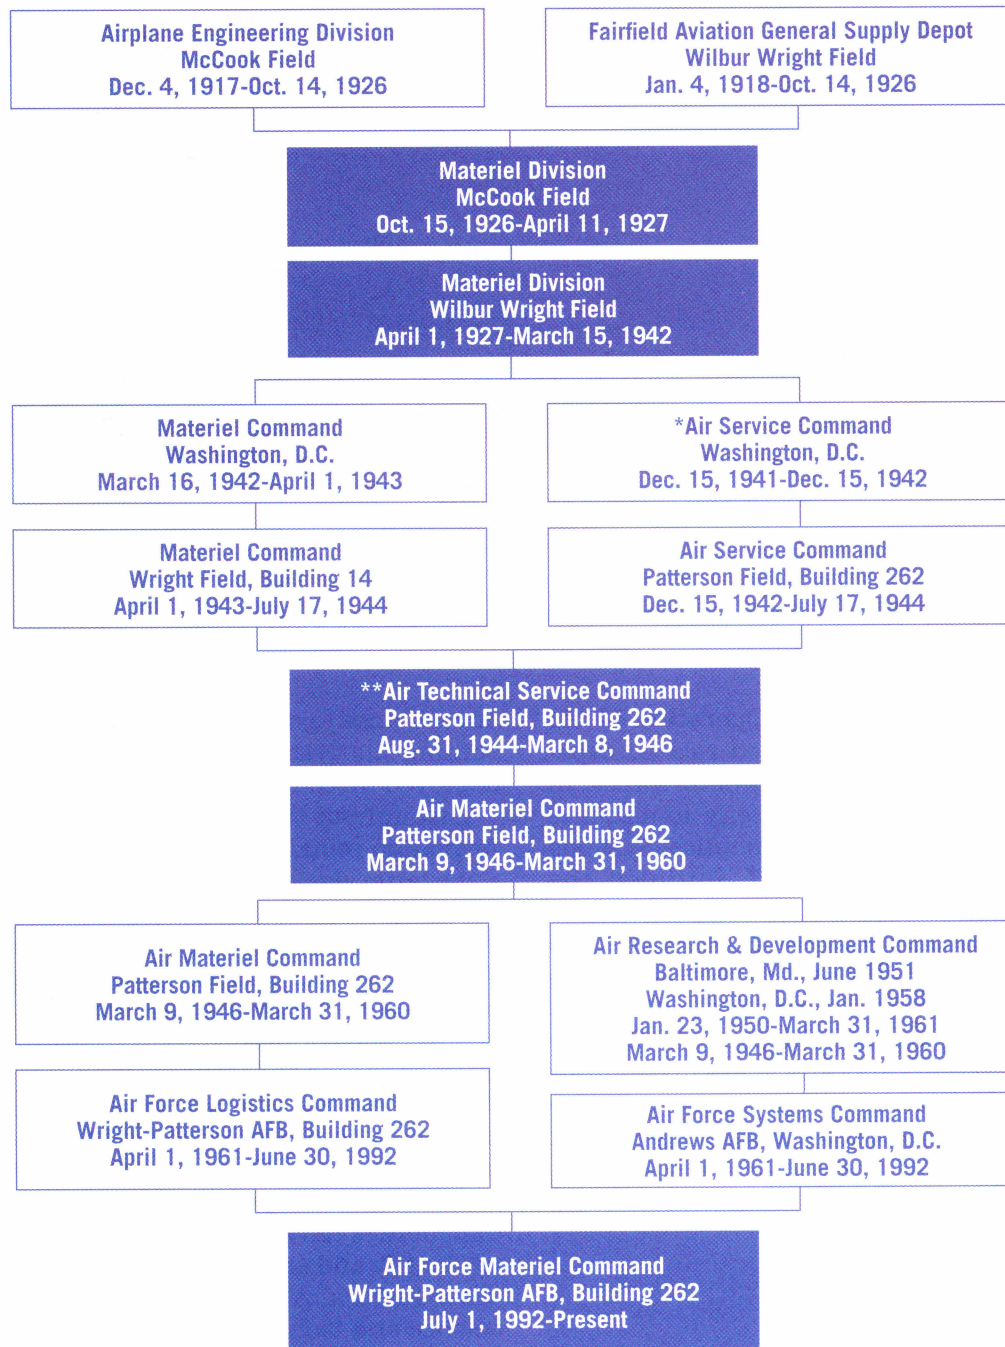 Airplane Engineering Division
McCook Field
Dec. 4, 1917-Oct. 14, 1926
Fairfield Aviation General Supply Depot
Wilbur Wright Field
Jan. 4, 1918-Oct. 14, 1926
Materiel Division
McCook Field
Oct. 15, 1926-April 11, 1927
Materiel Division
Wilbur Wright Field
April 1, 1927-March 15, 1942
Materiel Command
Washington, D.C.
March 16, 1942-April 1, 1943
*Air Service Command
Washington, D.C.
Dec. 15, 1941-Dec. 15, 1942
Materiel Command
Wright Field, Building 14
April 1, 1943-July 17, 1944
Air Service Command
Patterson Field, Building 262
Dec. 15, 1942-July 17, 1944
**Air Technical Service Command
Patterson Field, Building 262
Aug. 31, 1944-March 8, 1946
Air Materiel Command
Patterson Field, Building 262
March 9, 1946-March 31, 1960
Air Materiel Command
Patterson Field, Building 262
March 9, 1946-March 31, 1960
Air Research & Development Command
Baltimore, Md., June 1951
Washington, D.C., Jan. 1958
Jan. 23, 1950-March 31, 1961
March 9, 1946-March 31, 1960
Air Force Logistics Command
Wright-Patterson AFB, Building 262
April 1, 1961-June 30, 1992
Air Force Systems Command
Andrews AFB, Washington, D.C.
April 1, 1961-June 30, 1992
Air Force Materiel Command
Wright-Patterson AFB, Building 262
July 1, 1992-Present